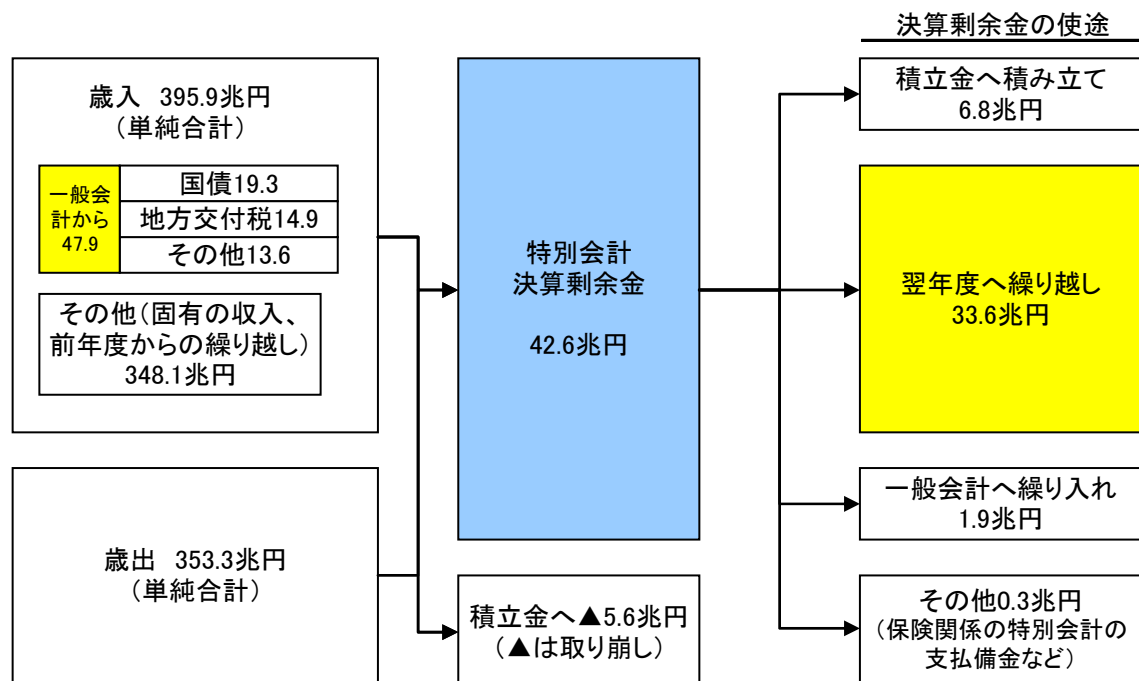 決算剰余金の使途
歳入 395.9兆円
(単純合計)
一般会
計から
47.9
国債19.3
地方交付税14.9
その他13.6
その他(固有の収入、
前年度からの繰り越し)
348.1兆円
歳出 353.3兆円
(単純合計)
特別会計
決算剰余金
42.6兆円
積立金へ▲5.6兆円
(▲は取り崩し)
積立金へ積み立て
6.8兆円
翌年度へ繰り越し
33.6兆円
一般会計へ繰り入れ
1.9兆円
その他0.3兆円
(保険関係の特別会計の
支払備金など)